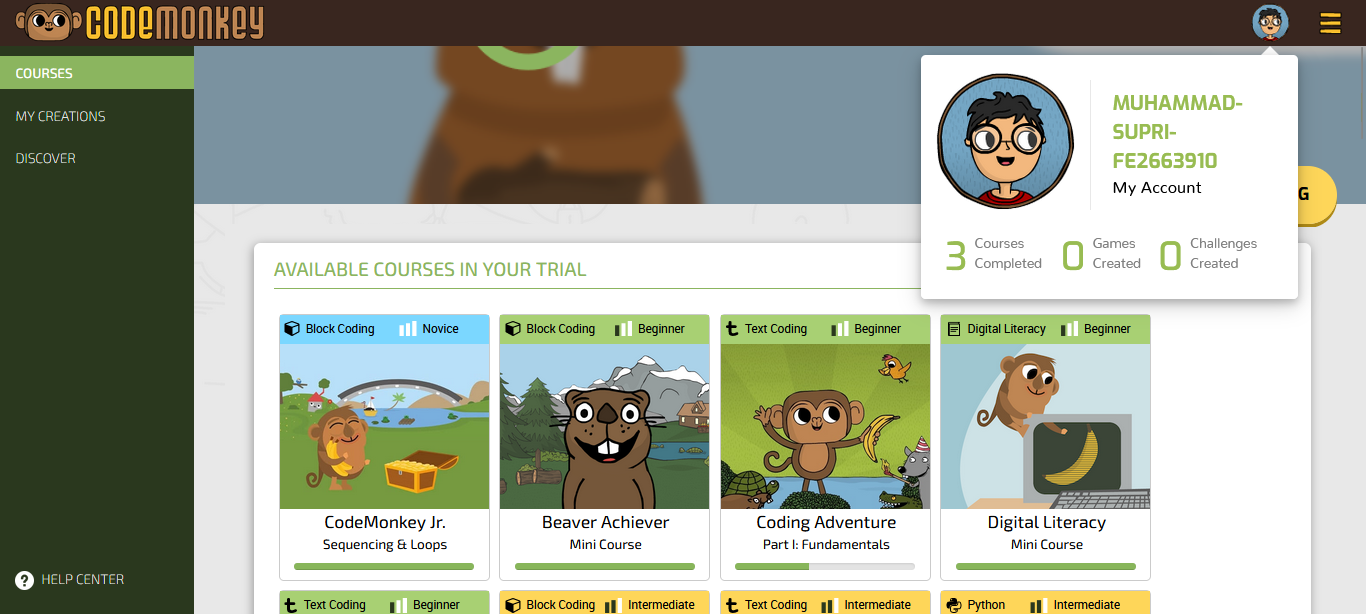 CODEMONKEY
COURSES
MY CREATIONS
DISCOVER
HELP CENTER
MUHAMMAD-
SUPRI-
FE2663910
My Account
3 Courses Completed
0 Games Created
0 Challenges Created
G
AVAILABLE COURSES IN YOUR TRIAL
Block Coding Novice
CodeMonkey Jr.
Sequencing & Loops
Block Coding Beginner
Beaver Achiever
Mini Course
Text Coding Beginner
Coding Adventure
Part I: Fundamentals
Digital Literacy Beginner
Digital Literacy
Mini Course
Text Coding Beginner
Block Coding Intermediate
Text Coding Intermediate
Python Intermediate